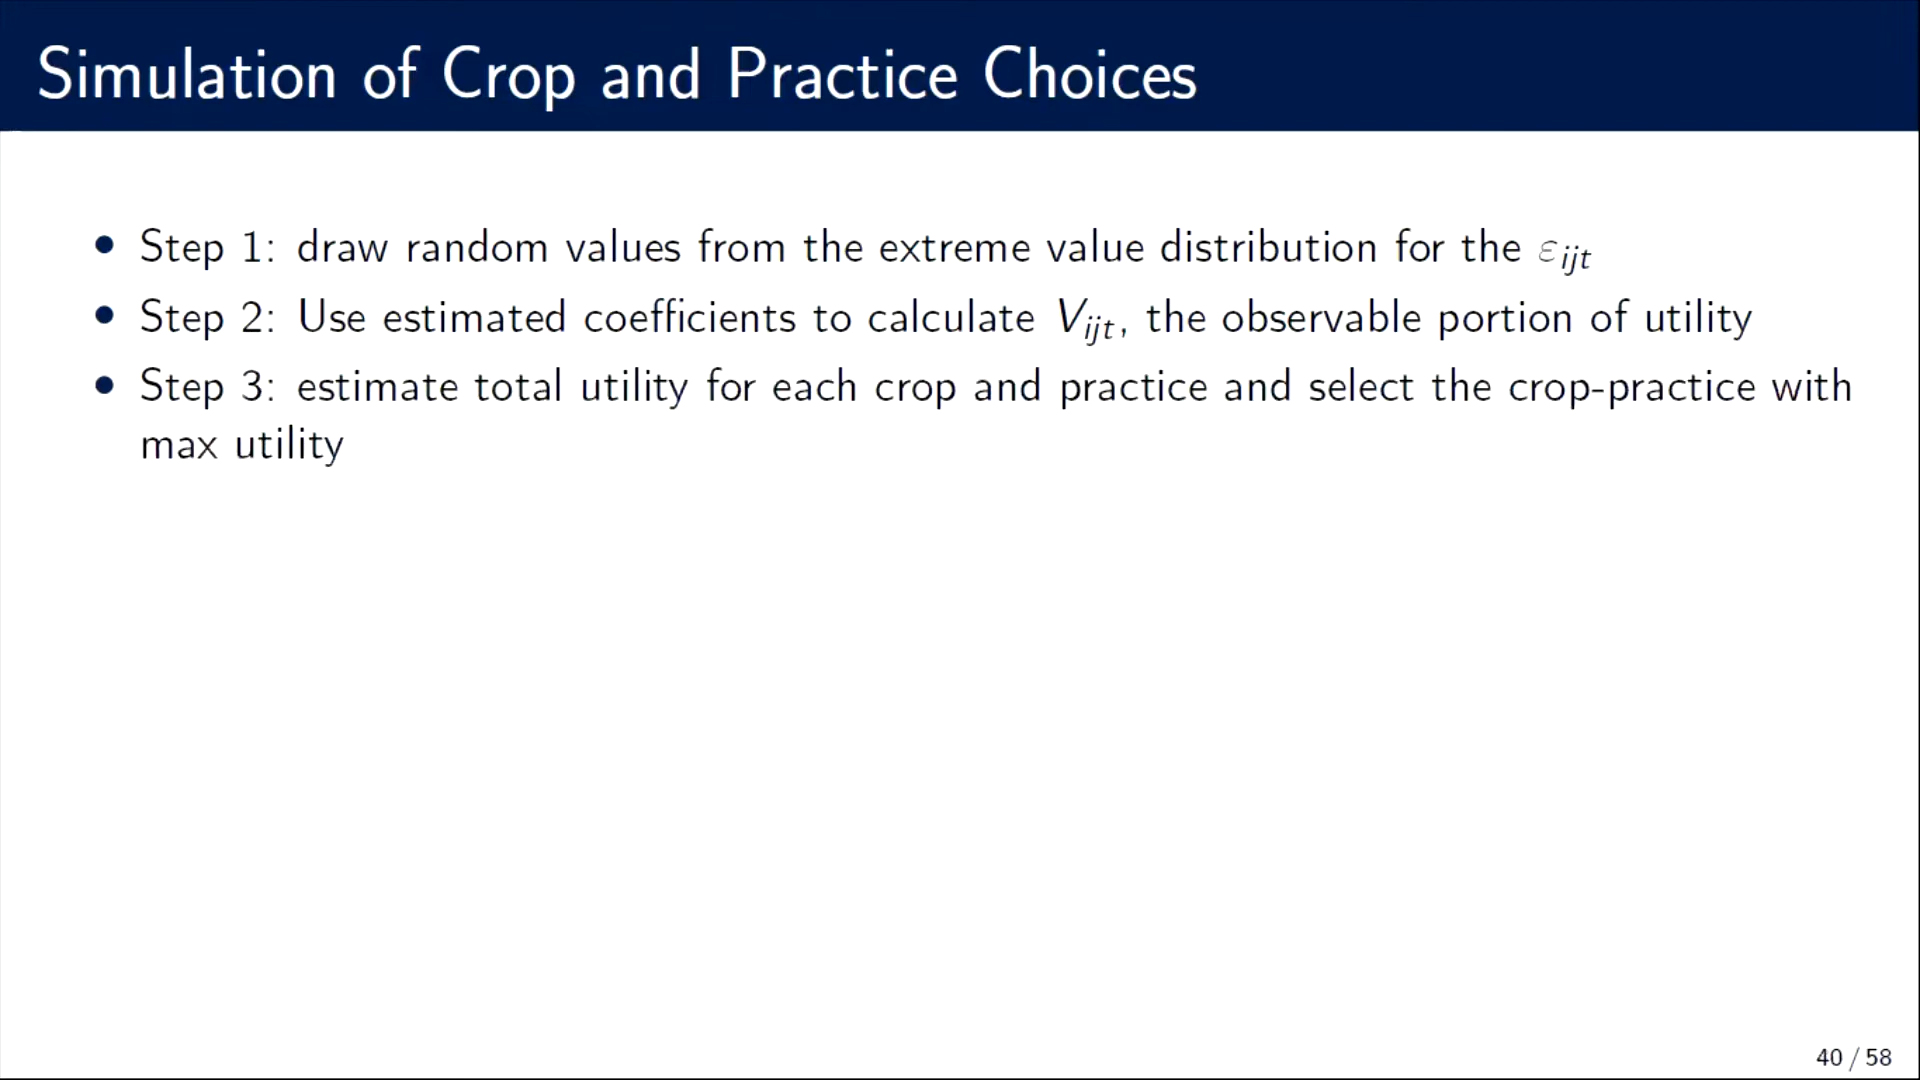 Simulation of Crop and Practice Choices
• Step 1: draw random values from the extreme value distribution for the εijt
• Step 2: Use estimated coefficients to calculate Vijt, the observable portion of utility
• Step 3: estimate total utility for each crop and practice and select the crop-practice with
max utility
40 / 58